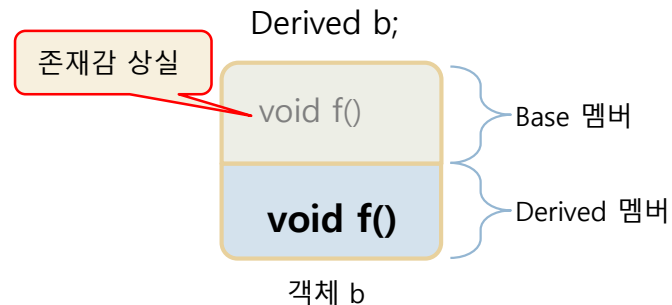 Derived b;
존재감 상실
void f()
Base 멤버
void f()
Derived 멤버
객체 b